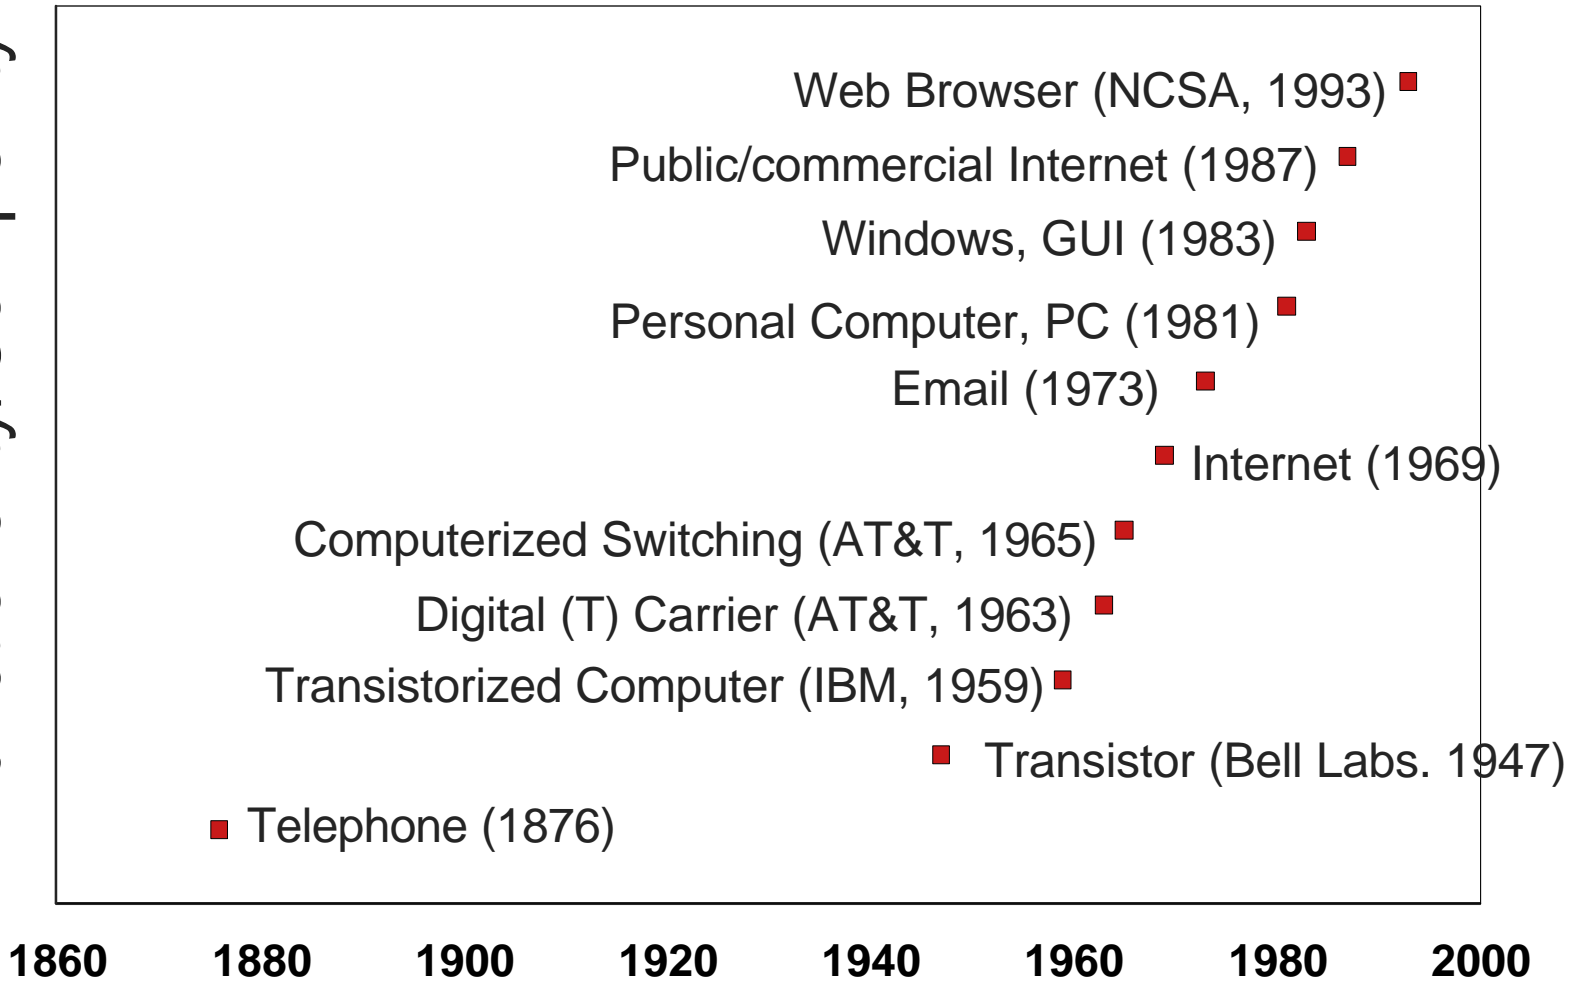 Web Browser (NCSA, 1993)
Public/commercial Internet (1987)
Windows, GUI (1983)
Personal Computer, PC (1981)
Email (1973)
Internet (1969)
Computerized Switching (AT&T, 1965)
Digital (T) Carrier (AT&T, 1963)
Transistorized Computer (IBM, 1959)
Transistor (Bell Labs. 1947)
Telephone (1876)
1860 1880 1900 1920 1940 1960 1980 2000